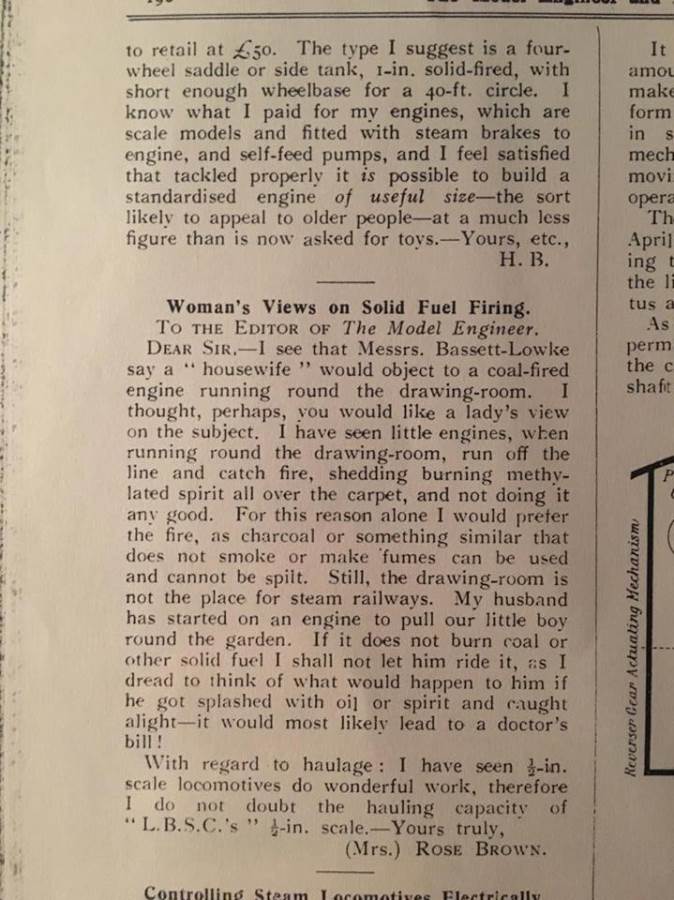 to retail at £50. The type I suggest is a four-
wheel saddle or side tank, 1-in. solid-fired, with
short enough wheelbase for a 40-ft. circle. I
know what I paid for my engines, which are
scale models and fitted with steam brakes to
engine, and self-feed pumps, and I feel satisfied
that tackled properly it is possible to build a
standardised engine of useful size—the sort
likely to appeal to older people—at a much less
figure than is now asked for toys.—Yours, etc.,
H. B.
Woman's Views on Solid Fuel Firing.
To the Editor of The Model Engineer.
Dear Sir,—I see that Messrs. Bassett-Lowke
say a “ housewife ” would object to a coal-fired
engine running round the drawing-room. I
thought, perhaps, you would like a lady's view
on the subject. I have seen little engines, when
running round the drawing-room, run off the
line and catch fire, shedding burning methy-
lated spirit all over the carpet, and not doing it
any good. For this reason alone I would prefer
the fire, as charcoal or something similar that
does not smoke or make fumes can be used
and cannot be spilt. Still, the drawing-room is
not the place for steam railways. My husband
has started on an engine to pull our little boy
round the garden. If it does not burn coal or
other solid fuel I shall not let him ride it, as I
dread to think of what would happen to him if
he got splashed with oil or spirit and caught
alight—it would most likely lead to a doctor's
bill!
With regard to haulage: I have seen ½-in.
scale locomotives do wonderful work, therefore
I do not doubt the hauling capacity of
“ L.B.S.C.'s ” ½-in. scale.—Yours truly,
(Mrs.) Rose Brown.
Controlling Steam Locomotives Electrically
It
amou
make
form
in s
mech
movi
opera
Th
April
ing t
the li
tus a
As
perm
the c
shaft
P
Reverser Gear Actuating Mechanism